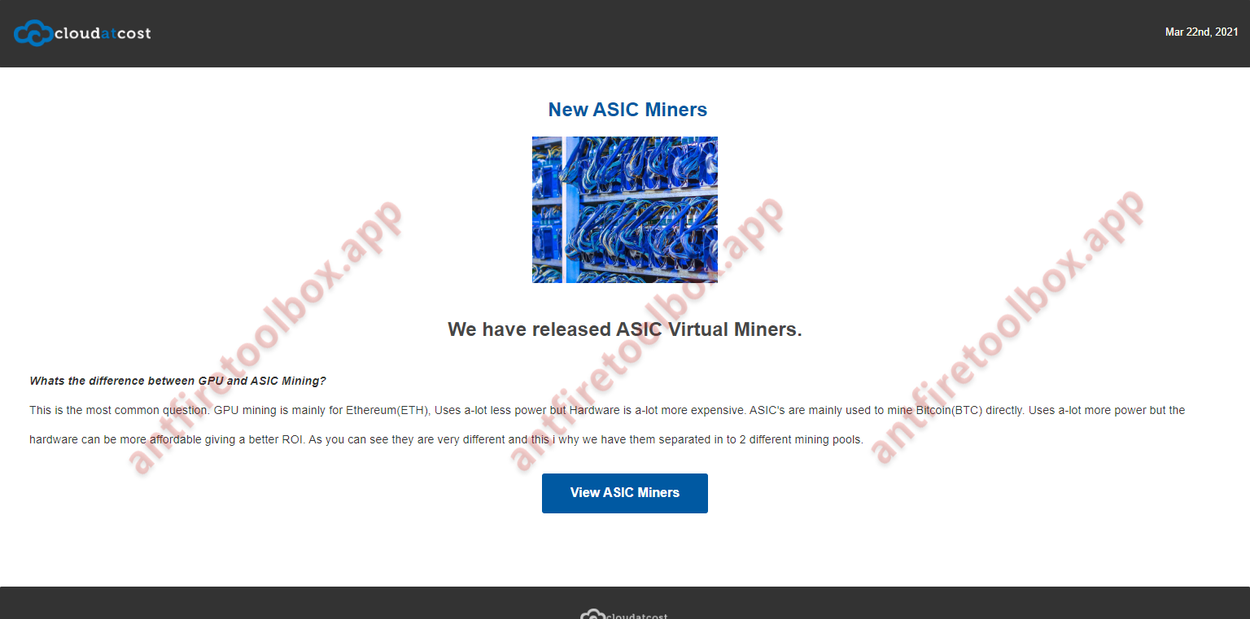 cloudatcost
Mar 22nd, 2021
New ASIC Miners
We have released ASIC Virtual Miners.
Whats the difference between GPU and ASIC Mining?
This is the most common question. GPU mining is mainly for Ethereum(ETH), Uses a-lot less power but Hardware is a-lot more expensive. ASIC's are mainly used to mine Bitcoin(BTC) directly. Uses a-lot more power but the
hardware can be more affordable giving a better ROI. As you can see they are very different and this i why we have them separated in to 2 different mining pools.
antfiretoolbox.app
antfiretoolbox.app
antfiretoolbox.app
View ASIC Miners
cloudatcost